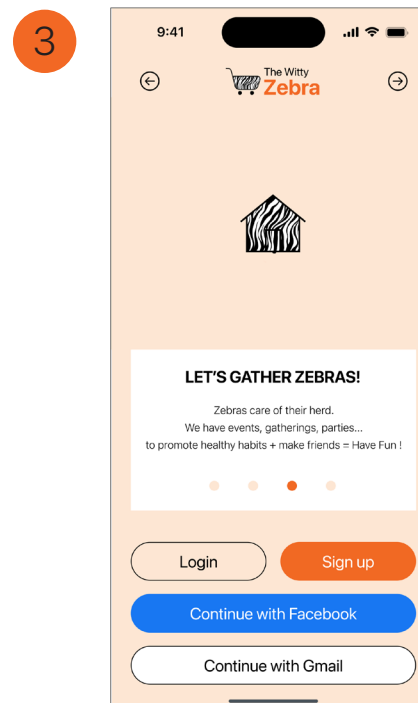 3
9:41
The Witty
Zebra
LET'S GATHER ZEBRAS!
Zebras care of their herd.
We have events, gatherings, parties...
to promote healthy habits + make friends = Have Fun !
Login
Sign up
Continue with Facebook
Continue with Gmail